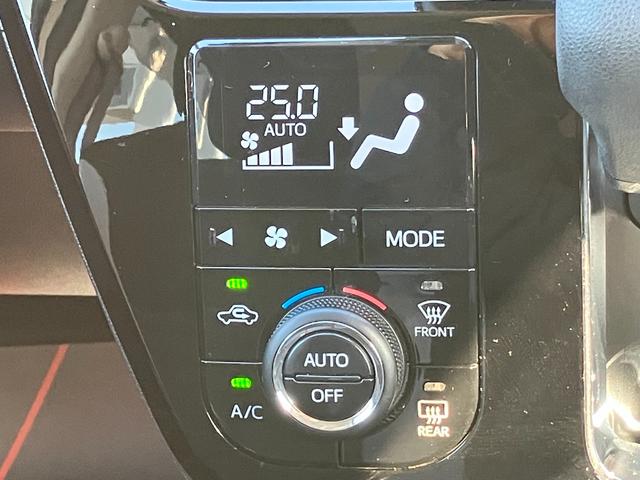 25.0
AUTO
MODE
FRONT
AUTO
OFF
A/C
REAR